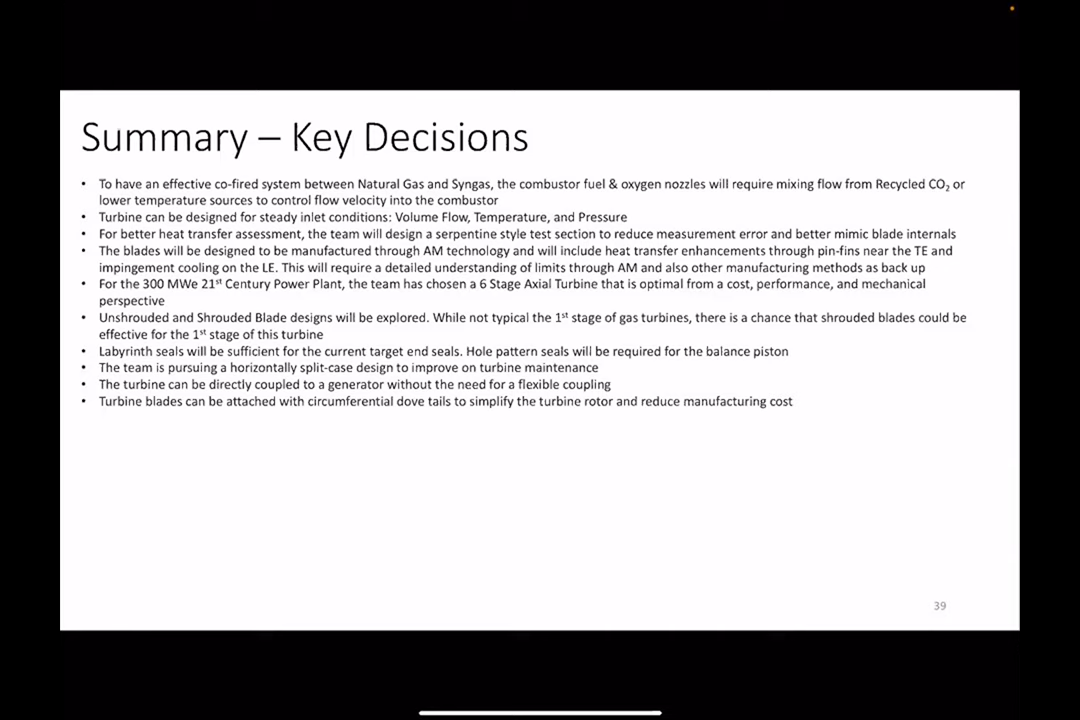 Summary – Key Decisions
• To have an effective co-fired system between Natural Gas and Syngas, the combustor fuel & oxygen nozzles will require mixing flow from Recycled CO₂ or
lower temperature sources to control flow velocity into the combustor
• Turbine can be designed for steady inlet conditions: Volume Flow, Temperature, and Pressure
• For better heat transfer assessment, the team will design a serpentine style test section to reduce measurement error and better mimic blade internals
• The blades will be designed to be manufactured through AM technology and will include heat transfer enhancements through pin-fins near the TE and
impingement cooling on the LE. This will require a detailed understanding of limits through AM and also other manufacturing methods as back up
• For the 300 MWe 21st Century Power Plant, the team has chosen a 6 Stage Axial Turbine that is optimal from a cost, performance, and mechanical
perspective
• Unshrouded and Shrouded Blade designs will be explored. While not typical the 1st stage of gas turbines, there is a chance that shrouded blades could be
effective for the 1st stage of this turbine
• Labyrinth seals will be sufficient for the current target end seals. Hole pattern seals will be required for the balance piston
• The team is pursuing a horizontally split-case design to improve on turbine maintenance
• The turbine can be directly coupled to a generator without the need for a flexible coupling
• Turbine blades can be attached with circumferential dove tails to simplify the turbine rotor and reduce manufacturing cost
39